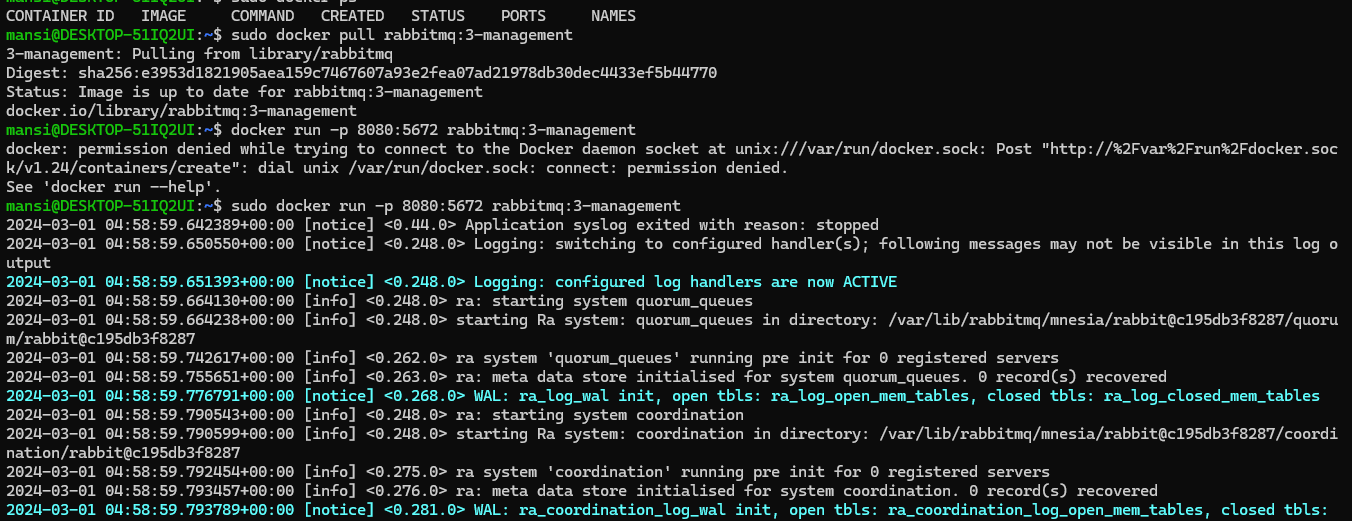 sudo docker ps
CONTAINER ID   IMAGE     COMMAND   CREATED   STATUS    PORTS     NAMES
mansi@DESKTOP-51IQ2UI:~$ sudo docker pull rabbitmq:3-management
3-management: Pulling from library/rabbitmq
Digest: sha256:e3953d1821905aea159c7467607a93e2fea07ad21978db30dec4433ef5b44770
Status: Image is up to date for rabbitmq:3-management
docker.io/library/rabbitmq:3-management
mansi@DESKTOP-51IQ2UI:~$ docker run -p 8080:5672 rabbitmq:3-management
docker: permission denied while trying to connect to the Docker daemon socket at unix:///var/run/docker.sock: Post "http://%2Fvar%2Frun%2Fdocker.soc
k/v1.24/containers/create": dial unix /var/run/docker.sock: connect: permission denied.
See 'docker run --help'.
mansi@DESKTOP-51IQ2UI:~$ sudo docker run -p 8080:5672 rabbitmq:3-management
2024-03-01 04:58:59.642389+00:00 [notice] <0.44.0> Application syslog exited with reason: stopped
2024-03-01 04:58:59.650550+00:00 [notice] <0.248.0> Logging: switching to configured handler(s); following messages may not be visible in this log o
utput
2024-03-01 04:58:59.651393+00:00 [notice] <0.248.0> Logging: configured log handlers are now ACTIVE
2024-03-01 04:58:59.664130+00:00 [info] <0.248.0> ra: starting system quorum_queues
2024-03-01 04:58:59.664238+00:00 [info] <0.248.0> starting Ra system: quorum_queues in directory: /var/lib/rabbitmq/mnesia/rabbit@c195db3f8287/quoru
m/rabbit@c195db3f8287
2024-03-01 04:58:59.742617+00:00 [info] <0.262.0> ra system 'quorum_queues' running pre init for 0 registered servers
2024-03-01 04:58:59.755651+00:00 [info] <0.263.0> ra: meta data store initialised for system quorum_queues. 0 record(s) recovered
2024-03-01 04:58:59.776791+00:00 [notice] <0.268.0> WAL: ra_log_wal init, open tbls: ra_log_open_mem_tables, closed tbls: ra_log_closed_mem_tables
2024-03-01 04:58:59.790543+00:00 [info] <0.248.0> ra: starting system coordination
2024-03-01 04:58:59.790599+00:00 [info] <0.248.0> starting Ra system: coordination in directory: /var/lib/rabbitmq/mnesia/rabbit@c195db3f8287/coordi
nation/rabbit@c195db3f8287
2024-03-01 04:58:59.792454+00:00 [info] <0.275.0> ra system 'coordination' running pre init for 0 registered servers
2024-03-01 04:58:59.793457+00:00 [info] <0.276.0> ra: meta data store initialised for system coordination. 0 record(s) recovered
2024-03-01 04:58:59.793789+00:00 [notice] <0.281.0> WAL: ra_coordination_log_wal init, open tbls: ra_coordination_log_open_mem_tables, closed tbls: